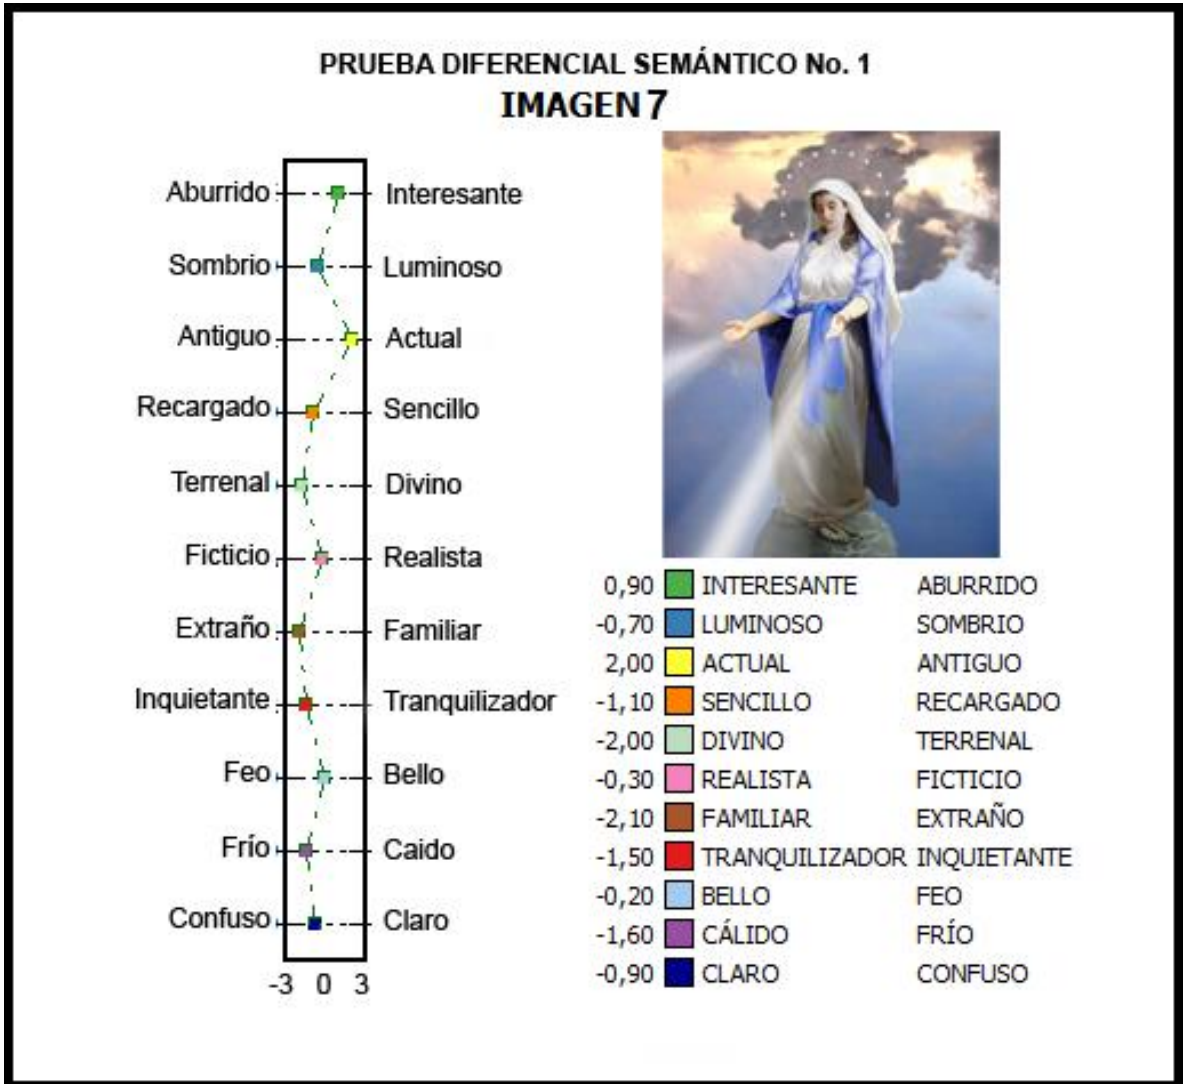 PRUEBA DIFERENCIAL SEMÁNTICO No. 1
IMAGEN 7
Aburrido Interesante
Sombrio Luminoso
Antiguo Actual
Recargado Sencillo
Terrenal Divino
Ficticio Realista
Extraño Familiar
Inquietante Tranquilizador
Feo Bello
Frío Caido
Confuso Claro
-3 0 3
0,90 INTERESANTE ABURRIDO
-0,70 LUMINOSO SOMBRIO
2,00 ACTUAL ANTIGUO
-1,10 SENCILLO RECARGADO
-2,00 DIVINO TERRENAL
-0,30 REALISTA FICTICIO
-2,10 FAMILIAR EXTRAÑO
-1,50 TRANQUILIZADOR INQUIETANTE
-0,20 BELLO FEO
-1,60 CÁLIDO FRÍO
-0,90 CLARO CONFUSO